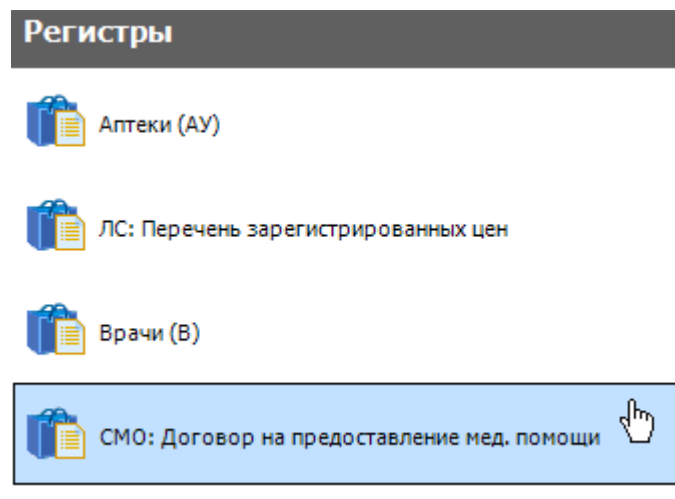 Регистры
Аптеки (АУ)
ЛС: Перечень зарегистрированных цен
Врачи (В)
СМО: Договор на предоставление мед. помощи